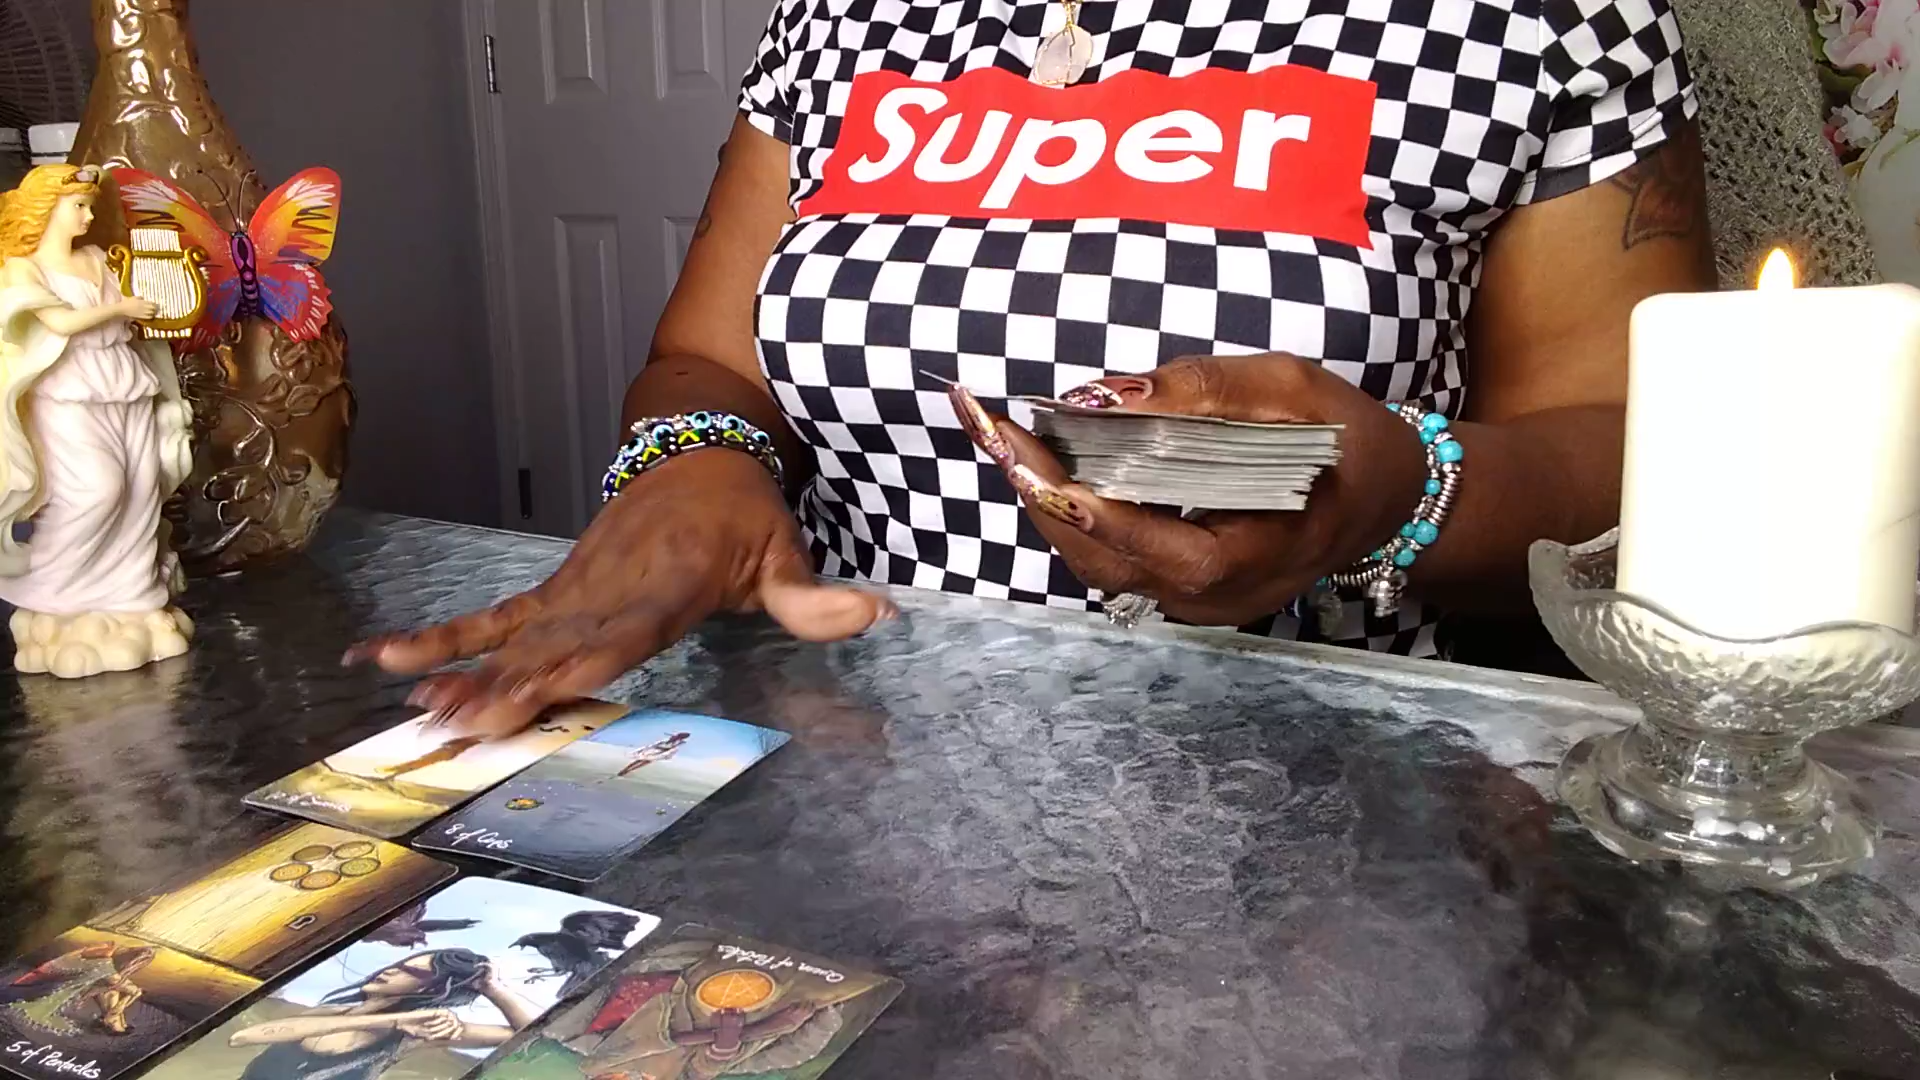 Super
8 of Cups
Queen of Pentacles
5 of Pentacles